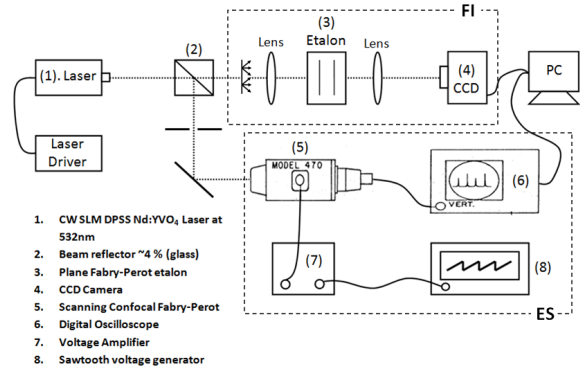 FI
(3)
Etalon
Lens
Lens
(2)
(1). Laser
(4)
CCD
PC
Laser
Driver
(5)
MODEL 470
(6)
VERT.
(7)
(8)
ES
1. CW SLM DPSS Nd:YVO₄ Laser at
532nm
2. Beam reflector ~4 % (glass)
3. Plane Fabry-Perot etalon
4. CCD Camera
5. Scanning Confocal Fabry-Perot
6. Digital Oscilloscope
7. Voltage Amplifier
8. Sawtooth voltage generator